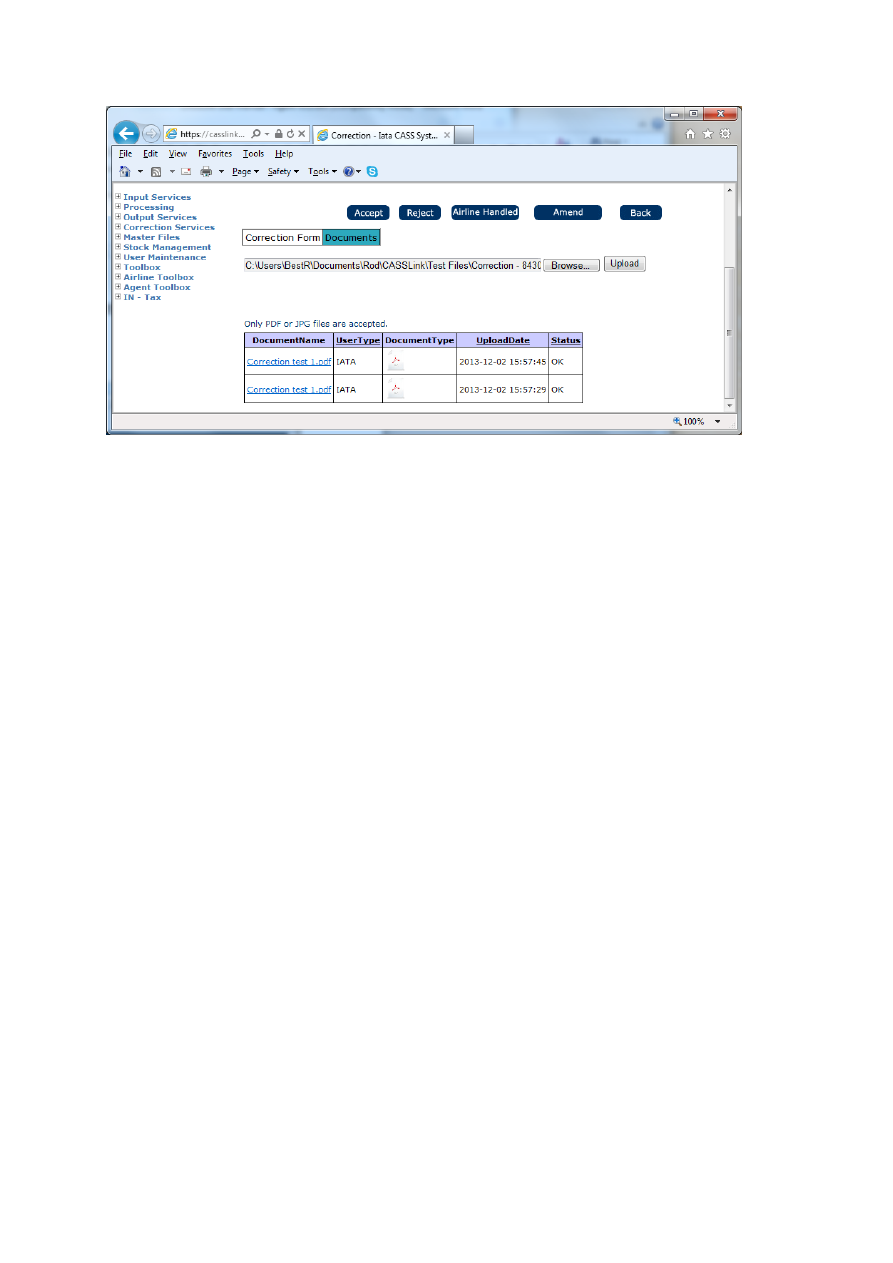 https://casslink...
Correction - Iata CASS Syst...
File Edit View Favorites Tools Help
Page Safety Tools
Input Services
Processing
Output Services
Correction Services
Master Files
Stock Management
User Maintenance
Toolbox
Airline Toolbox
Agent Toolbox
IN - Tax
Accept Reject Airline Handled Amend Back
Correction Form Documents
C:\Users\BestR\Documents\Rod\CASSLink\Test Files\Correction - 8430 Browse... Upload
Only PDF or JPG files are accepted.
DocumentName UserType DocumentType UploadDate Status
Correction test 1.pdf IATA 2013-12-02 15:57:45 OK
Correction test 1.pdf IATA 2013-12-02 15:57:29 OK
100%